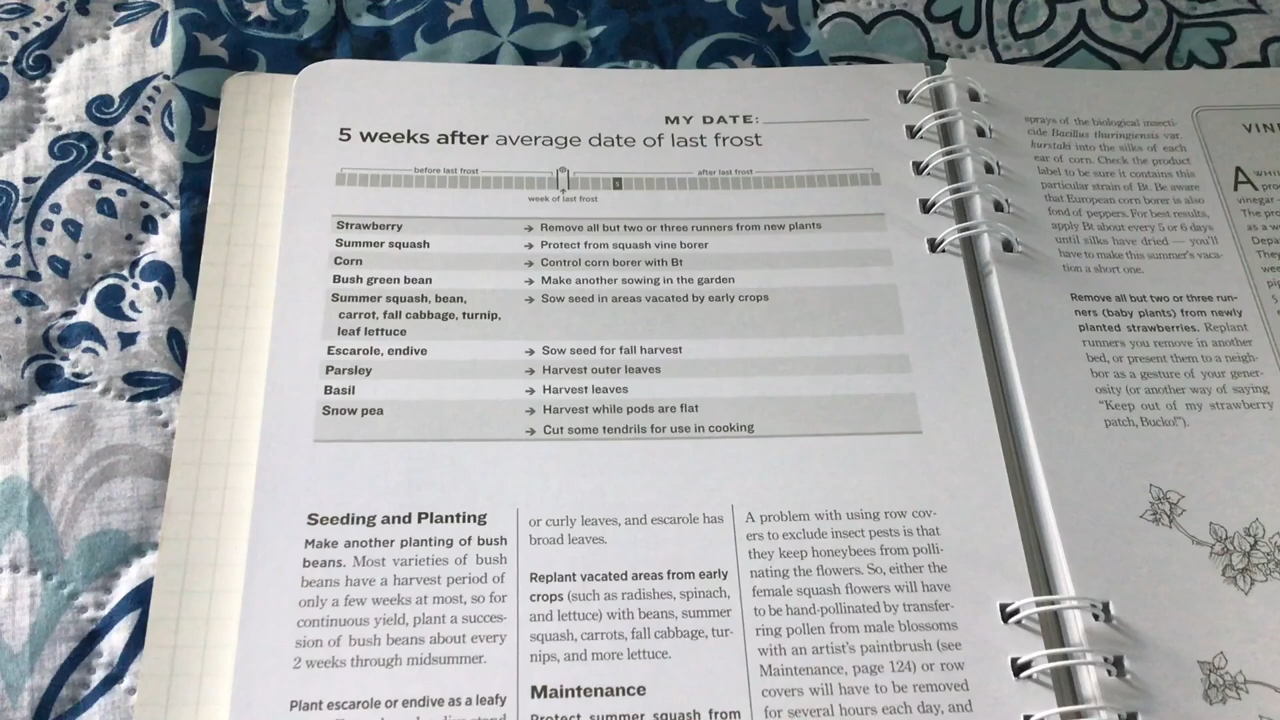 MY DATE:
5 weeks after average date of last frost
before last frost
after last frost
5
week of last frost
Strawberry → Remove all but two or three runners from new plants
Summer squash → Protect from squash vine borer
Corn → Control corn borer with Bt
Bush green bean → Make another sowing in the garden
Summer squash, bean, → Sow seed in areas vacated by early crops
carrot, fall cabbage, turnip,
leaf lettuce
Escarole, endive → Sow seed for fall harvest
Parsley → Harvest outer leaves
Basil → Harvest leaves
Snow pea → Harvest while pods are flat
→ Cut some tendrils for use in cooking
Seeding and Planting
Make another planting of bush
beans. Most varieties of bush
beans have a harvest period of
only a few weeks at most, so for
continuous yield, plant a succes-
sion of bush beans about every
2 weeks through midsummer.
Plant escarole or endive as a leafy
or curly leaves, and escarole has
broad leaves.
Replant vacated areas from early
crops (such as radishes, spinach,
and lettuce) with beans, summer
squash, carrots, fall cabbage, tur-
nips, and more lettuce.
Maintenance
Protect summer squash from
A problem with using row cov-
ers to exclude insect pests is that
they keep honeybees from polli-
nating the flowers. So, either the
female squash flowers will have
to be hand-pollinated by transfer-
ring pollen from male blossoms
with an artist's paintbrush (see
Maintenance, page 124) or row
covers will have to be removed
for several hours each day, and
sprays of the biological insecti-
cide Bacillus thuringiensis var.
kurstaki into the silks of each
ear of corn. Check the product
label to be sure it contains this
particular strain of Bt. Be aware
that European corn borer is also
fond of peppers. For best results,
apply Bt about every 5 or 6 days
until silks have dried — you'll
have to make this summer's vaca-
tion a short one.
Remove all but two or three run-
ners (baby plants) from newly
planted strawberries. Replant
runners you remove in another
bed, or present them to a neigh-
bor as a gesture of your gener-
osity (or another way of saying
"Keep out of my strawberry
patch, Bucko!").
VIN
A WHI
pro
vinegar
The pro
as a w
Depa
They
wee
pi